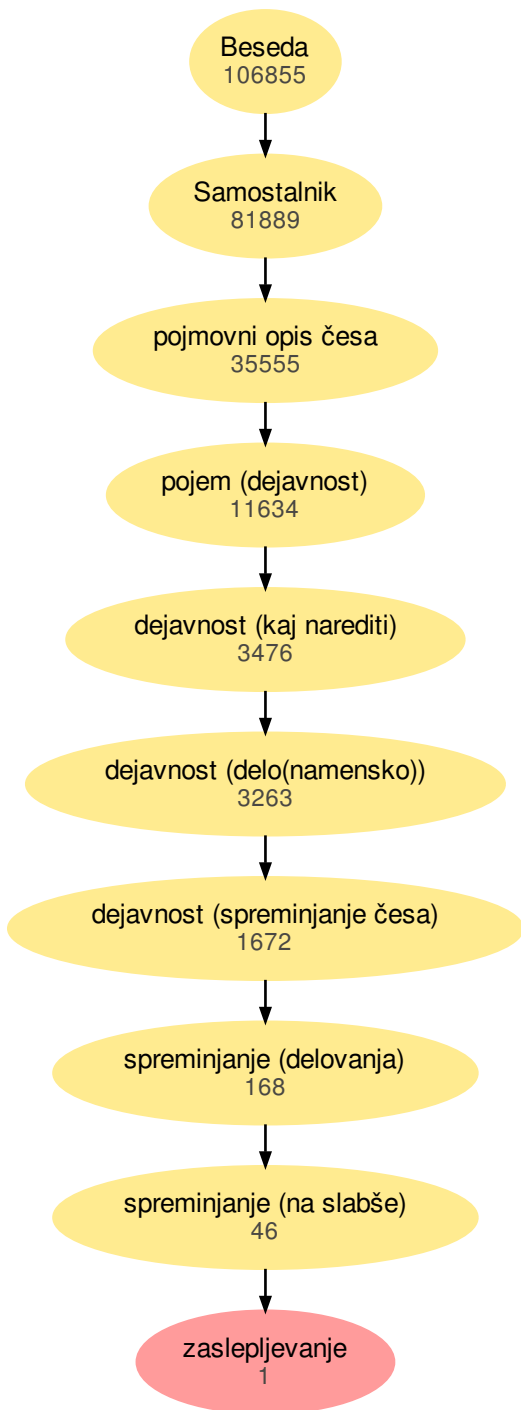 Beseda
106855
Samostalnik
81889
pojmovni opis česa
35555
pojem (dejavnost)
11634
dejavnost (kaj narediti)
3476
dejavnost (delo(namensko))
3263
dejavnost (spreminjanje česa)
1672
spreminjanje (delovanja)
168
spreminjanje (na slabše)
46
zaslepljevanje
1